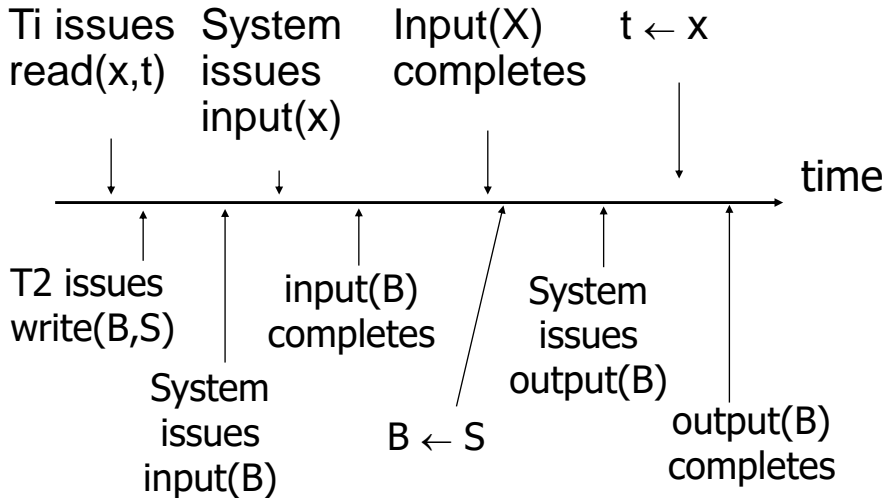 Ti issues
read(x,t)
System
issues
input(x)
Input(X)
completes
t ← x
time
T2 issues
write(B,S)
System
issues
input(B)
input(B)
completes
B ← S
System
issues
output(B)
output(B)
completes